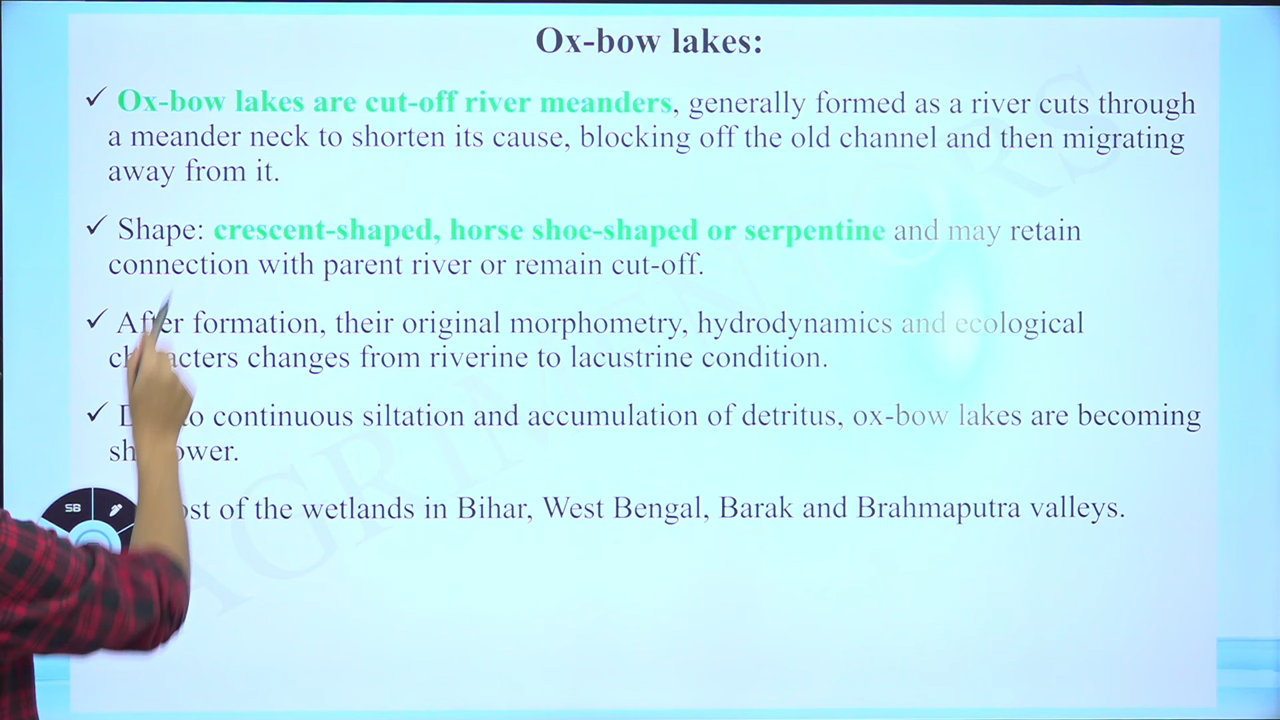 Ox-bow lakes:
✓ Ox-bow lakes are cut-off river meanders, generally formed as a river cuts through
a meander neck to shorten its cause, blocking off the old channel and then migrating
away from it.
✓ Shape: crescent-shaped, horse shoe-shaped or serpentine and may retain
connection with parent river or remain cut-off.
✓ After formation, their original morphometry, hydrodynamics and ecological
characters changes from riverine to lacustrine condition.
✓ to continuous siltation and accumulation of detritus, ox-bow lakes are becoming
shallower.
of the wetlands in Bihar, West Bengal, Barak and Brahmaputra valleys.
SB